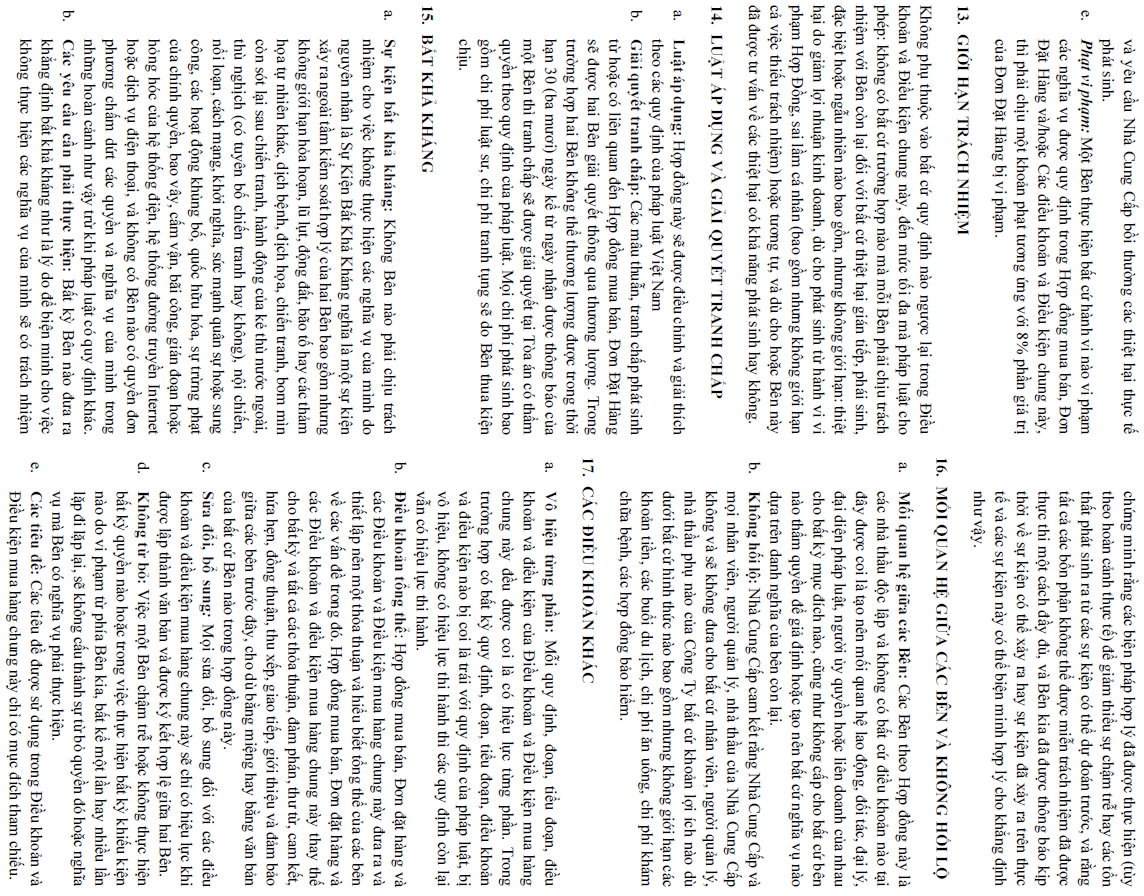 và yêu cầu Nhà Cung Cấp bồi thường các thiệt hại thực tế
phát sinh.
e. Phạt vi phạm: Một Bên thực hiện bất cứ hành vi nào vi phạm
các nghĩa vụ được quy định trong Hợp đồng mua bán, Đơn
Đặt Hàng và/hoặc Các điều khoản và Điều kiện chung này,
thì phải chịu một khoản phạt tương ứng với 8% phần giá trị
của Đơn Đặt Hàng bị vi phạm.
13. GIỚI HẠN TRÁCH NHIỆM
Không phụ thuộc vào bất cứ quy định nào ngược lại trong Điều
khoản và Điều kiện chung này, đến mức tối đa mà pháp luật cho
phép: không có bất cứ trường hợp nào mà mỗi Bên phải chịu trách
nhiệm với Bên còn lại đối với bất cứ thiệt hại gián tiếp, phái sinh,
đặc biệt hoặc ngẫu nhiên nào bao gồm, nhưng không giới hạn: thiệt
hại do giảm lợi nhuận kinh doanh, dù cho phát sinh từ hành vi vi
phạm Hợp Đồng, sai lầm cá nhân (bao gồm nhưng không giới hạn
cả việc thiếu trách nhiệm) hoặc tương tự, và dù cho hoặc Bên này
đã được tư vấn về các thiệt hại có khả năng phát sinh hay không.
14. LUẬT ÁP DỤNG VÀ GIẢI QUYẾT TRANH CHẤP
a. Luật áp dụng: Hợp đồng này sẽ được điều chỉnh và giải thích
theo các quy định của pháp luật Việt Nam
b. Giải quyết tranh chấp: Các mâu thuẫn, tranh chấp phát sinh
từ hoặc có liên quan đến Hợp đồng mua bán, Đơn Đặt Hàng
sẽ được hai Bên giải quyết thông qua thương lượng. Trong
trường hợp hai Bên không thể thương lượng được trong thời
hạn 30 (ba mươi) ngày kể từ ngày nhận được thông báo của
một Bên thì tranh chấp sẽ được giải quyết tại Toà án có thẩm
quyền theo quy định của pháp luật. Mọi chi phí phát sinh bao
gồm chi phí luật sư, chi phí tranh tụng sẽ do Bên thua kiện
chịu.
15. BẤT KHẢ KHÁNG
a. Sự kiện bất khả kháng: Không Bên nào phải chịu trách
nhiệm cho việc không thực hiện các nghĩa vụ của mình do
nguyên nhân là Sự Kiện Bất Khả Kháng nghĩa là một sự kiện
xảy ra ngoài tầm kiểm soát hợp lý của hai Bên bao gồm nhưng
không giới hạn hỏa hoạn, lũ lụt, động đất, bão tố hay các thảm
họa tự nhiên khác, dịch bệnh, dịch họa, chiến tranh, bom mìn
còn sót lại sau chiến tranh, hành động của kẻ thù nước ngoài,
thù nghịch (có tuyên bố chiến tranh hay không), nội chiến,
nổi loạn, cách mạng, khởi nghĩa, sức mạnh quân sự hoặc sung
công, các hoạt động khủng bố, quốc hữu hóa, sự trừng phạt
của chính quyền, bao vây, cấm vận, bãi công, gián đoạn hoặc
hỏng hóc của hệ thống điện, hệ thống đường truyền Internet
hoặc dịch vụ điện thoại, và không có Bên nào có quyền đơn
phương chấm dứt các quyền và nghĩa vụ của mình trong
những hoàn cảnh như vậy trừ khi pháp luật có quy định khác.
b. Các yêu cầu cần phải thực hiện: Bất kỳ Bên nào đưa ra
khẳng định bất khả kháng như là lý do để biện minh cho việc
không thực hiện các nghĩa vụ của mình sẽ có trách nhiệm
chứng minh rằng các biện pháp hợp lý đã được thực hiện (tùy
theo hoàn cảnh thực tế) để giảm thiểu sự chậm trễ hay các tổn
thất phát sinh ra từ các sự kiện có thể dự đoán trước, và rằng
tất cả các bổn phận không thể được miễn trách nhiệm đã được
thực thi một cách đầy đủ, và Bên kia đã được thông báo kịp
thời về sự kiện có thể xảy ra hay sự kiện đã xảy ra trên thực
tế và các sự kiện này có thể biện minh hợp lý cho khẳng định
như vậy.
16. MỐI QUAN HỆ GIỮA CÁC BÊN VÀ KHÔNG HỐI LỘ
a. Mối quan hệ giữa các Bên: Các Bên theo Hợp đồng này là
các nhà thầu độc lập và không có bất cứ điều khoản nào tại
đây được coi là tạo nên mối quan hệ lao động, đối tác, đại lý,
đại diện pháp luật, người ủy quyền hoặc liên doanh của nhau
cho bất kỳ mục đích nào, cũng như không cấp cho bất cứ bên
nào thẩm quyền để giả định hoặc tạo nên bất cứ nghĩa vụ nào
dựa trên danh nghĩa của bên còn lại.
b. Không hối lộ: Nhà Cung Cấp cam kết rằng Nhà Cung Cấp và
mọi nhân viên, người quản lý, nhà thầu của Nhà Cung Cấp
không và sẽ không đưa cho bất cứ nhân viên, người quản lý,
nhà thầu phụ nào của Công Ty bất cứ khoản lợi ích nào dù
dưới bất cứ hình thức nào bao gồm nhưng không giới hạn các
khoản tiền, các buổi du lịch, chi phí ăn uống, chi phí khám
chữa bệnh, các hợp đồng bảo hiểm.
17. CÁC ĐIỀU KHOẢN KHÁC
a. Vô hiệu từng phần: Mỗi quy định, đoạn, tiểu đoạn, điều
khoản và điều kiện của Điều khoản và Điều kiện mua hàng
chung này đều được coi là có hiệu lực từng phần. Trong
trường hợp có bất kỳ quy định, đoạn, tiểu đoạn, điều khoản
và điều kiện nào bị coi là trái với quy định của pháp luật, bị
vô hiệu, không có hiệu lực thi hành thì các quy định còn lại
vẫn có hiệu lực thi hành.
b. Điều khoản tổng thể: Hợp đồng mua bán, Đơn đặt hàng và
các Điều khoản và Điều kiện mua hàng chung này đưa ra và
thiết lập nên một thỏa thuận và hiểu biết tổng thể của các bên
về các vấn đề trong đó. Hợp đồng mua bán, Đơn đặt hàng và
các Điều khoản và điều kiện mua hàng chung này thay thế
cho bất kỳ và tất cả các thỏa thuận, đàm phán, thư từ, cam kết,
hứa hẹn, đồng thuận, thu xếp, giao tiếp, giới thiệu và đảm bảo
giữa các bên trước đây, cho dù bằng miệng hay bằng văn bản
của bất cứ Bên nào trong hợp đồng này.
c. Sửa đổi, bổ sung: Mọi sửa đổi, bổ sung đối với các điều
khoản và điều kiện mua hàng chung này sẽ chỉ có hiệu lực khi
được lập thành văn bản và được ký kết hợp lệ giữa hai Bên.
d. Không từ bỏ: Việc một Bên chậm trễ hoặc không thực hiện
bất kỳ quyền nào hoặc trong việc thực hiện bất kỳ khiếu kiện
nào do vi phạm từ phía Bên kia, bất kể một lần hay nhiều lần
lặp đi lặp lại, sẽ không cấu thành sự từ bỏ quyền đó hoặc nghĩa
vụ mà Bên có nghĩa vụ phải thực hiện.
e. Các tiêu đề: Các tiêu đề được sử dụng trong Điều khoản và
Điều kiện mua hàng chung này chỉ có mục đích tham chiếu.